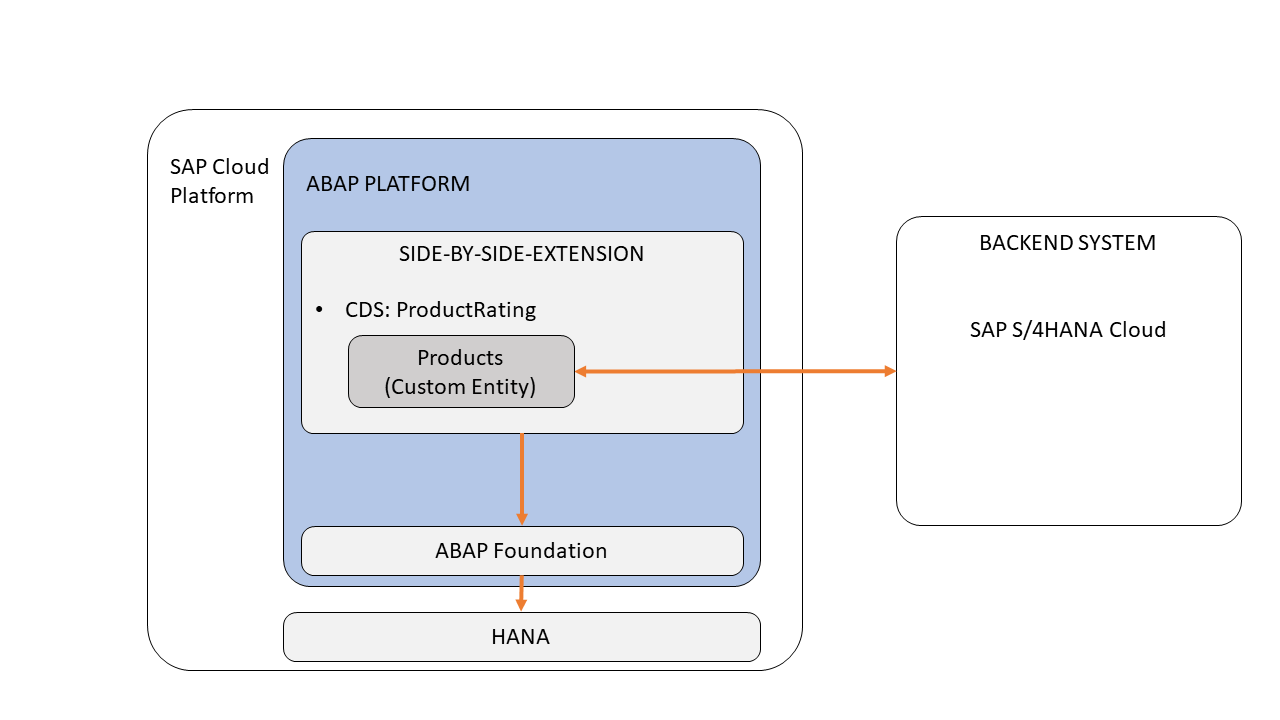 SAP Cloud
Platform
ABAP PLATFORM
SIDE-BY-SIDE-EXTENSION
• CDS: ProductRating
Products
(Custom Entity)
ABAP Foundation
HANA
BACKEND SYSTEM
SAP S/4HANA Cloud